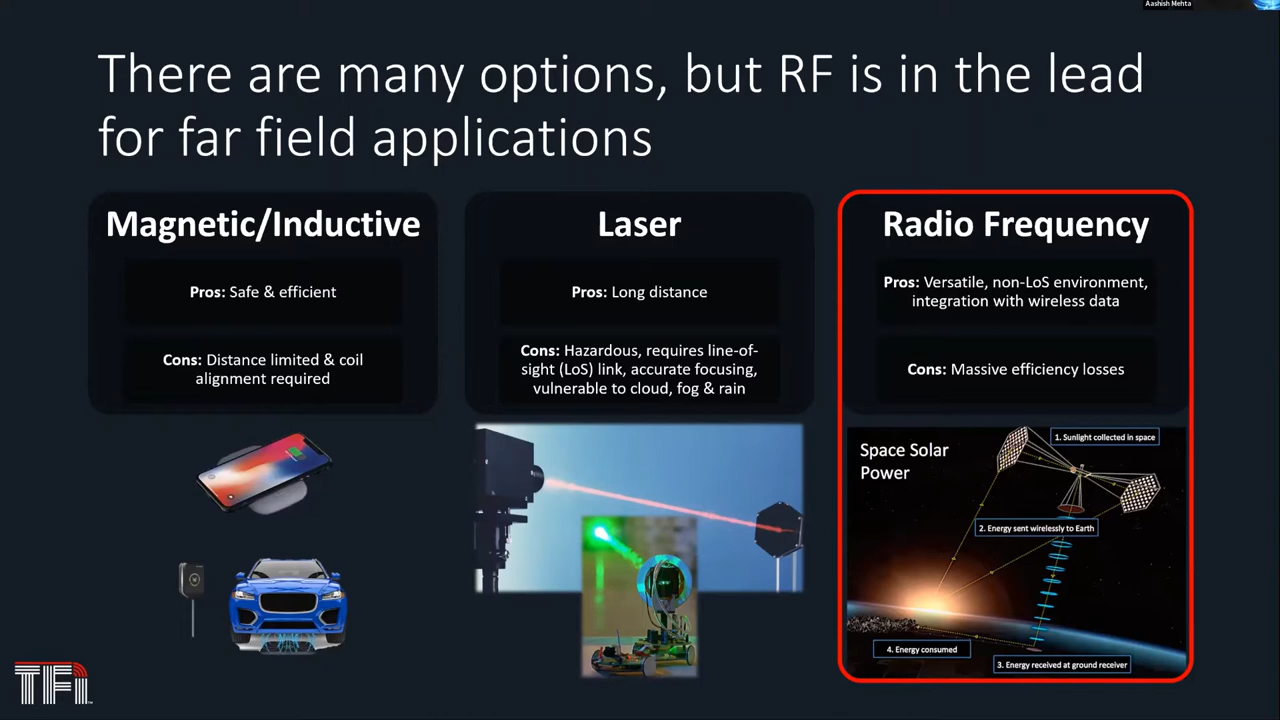 Aashish Mehta
There are many options, but RF is in the lead
for far field applications
Magnetic/Inductive
Pros: Safe & efficient
Cons: Distance limited & coil
alignment required
Laser
Pros: Long distance
Cons: Hazardous, requires line-of-
sight (LoS) link, accurate focusing,
vulnerable to cloud, fog & rain
Radio Frequency
Pros: Versatile, non-LoS environment,
integration with wireless data
Cons: Massive efficiency losses
Space Solar
Power
1. Sunlight collected in space
2. Energy sent wirelessly to Earth
3. Energy received at ground receiver
4. Energy consumed
TFi